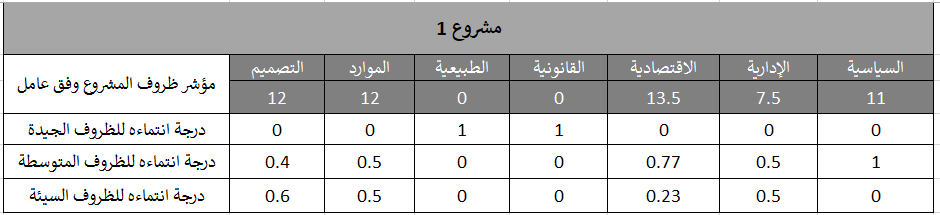 مشروع 1
مؤشر ظروف المشروع وفق عامل التصميم الموارد الطبيعية القانونية الاقتصادية الإدارية السياسية
12 12 0 0 13.5 7.5 11
درجة انتماءه للظروف الجيدة 0 0 1 1 0 0 0
درجة انتماءه للظروف المتوسطة 0.4 0.5 0 0 0.77 0.5 1
درجة انتماءه للظروف السيئة 0.6 0.5 0 0 0.23 0.5 0